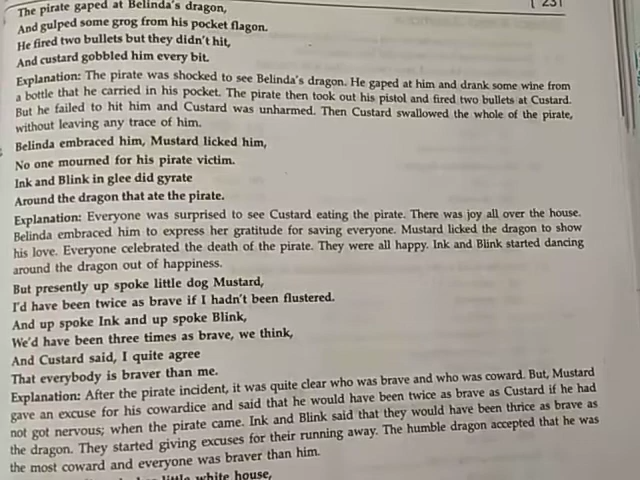 [ 231
The pirate gaped at Belinda's dragon,
And gulped some grog from his pocket flagon.
He fired two bullets but they didn't hit,
And custard gobbled him every bit.
Explanation: The pirate was shocked to see Belinda's dragon. He gaped at him and drank some wine from
a bottle that he carried in his pocket. The pirate then took out his pistol and fired two bullets at Custard.
But he failed to hit him and Custard was unharmed. Then Custard swallowed the whole of the pirate,
without leaving any trace of him.
Belinda embraced him, Mustard licked him,
No one mourned for his pirate victim.
Ink and Blink in glee did gyrate
Around the dragon that ate the pirate.
Explanation: Everyone was surprised to see Custard eating the pirate. There was joy all over the house.
Belinda embraced him to express her gratitude for saving everyone. Mustard licked the dragon to show
his love. Everyone celebrated the death of the pirate. They were all happy. Ink and Blink started dancing
around the dragon out of happiness.
But presently up spoke little dog Mustard,
I'd have been twice as brave if I hadn't been flustered.
And up spoke Ink and up spoke Blink,
We'd have been three times as brave, we think,
And Custard said, I quite agree
That everybody is braver than me.
Explanation: After the pirate incident, it was quite clear who was brave and who was coward. But, Mustard
gave an excuse for his cowardice and said that he would have been twice as brave as Custard if he had
not got nervous; when the pirate came. Ink and Blink said that they would have been thrice as brave as
the dragon. They started giving excuses for their running away. The humble dragon accepted that he was
the most coward and everyone was braver than him.
little white house,